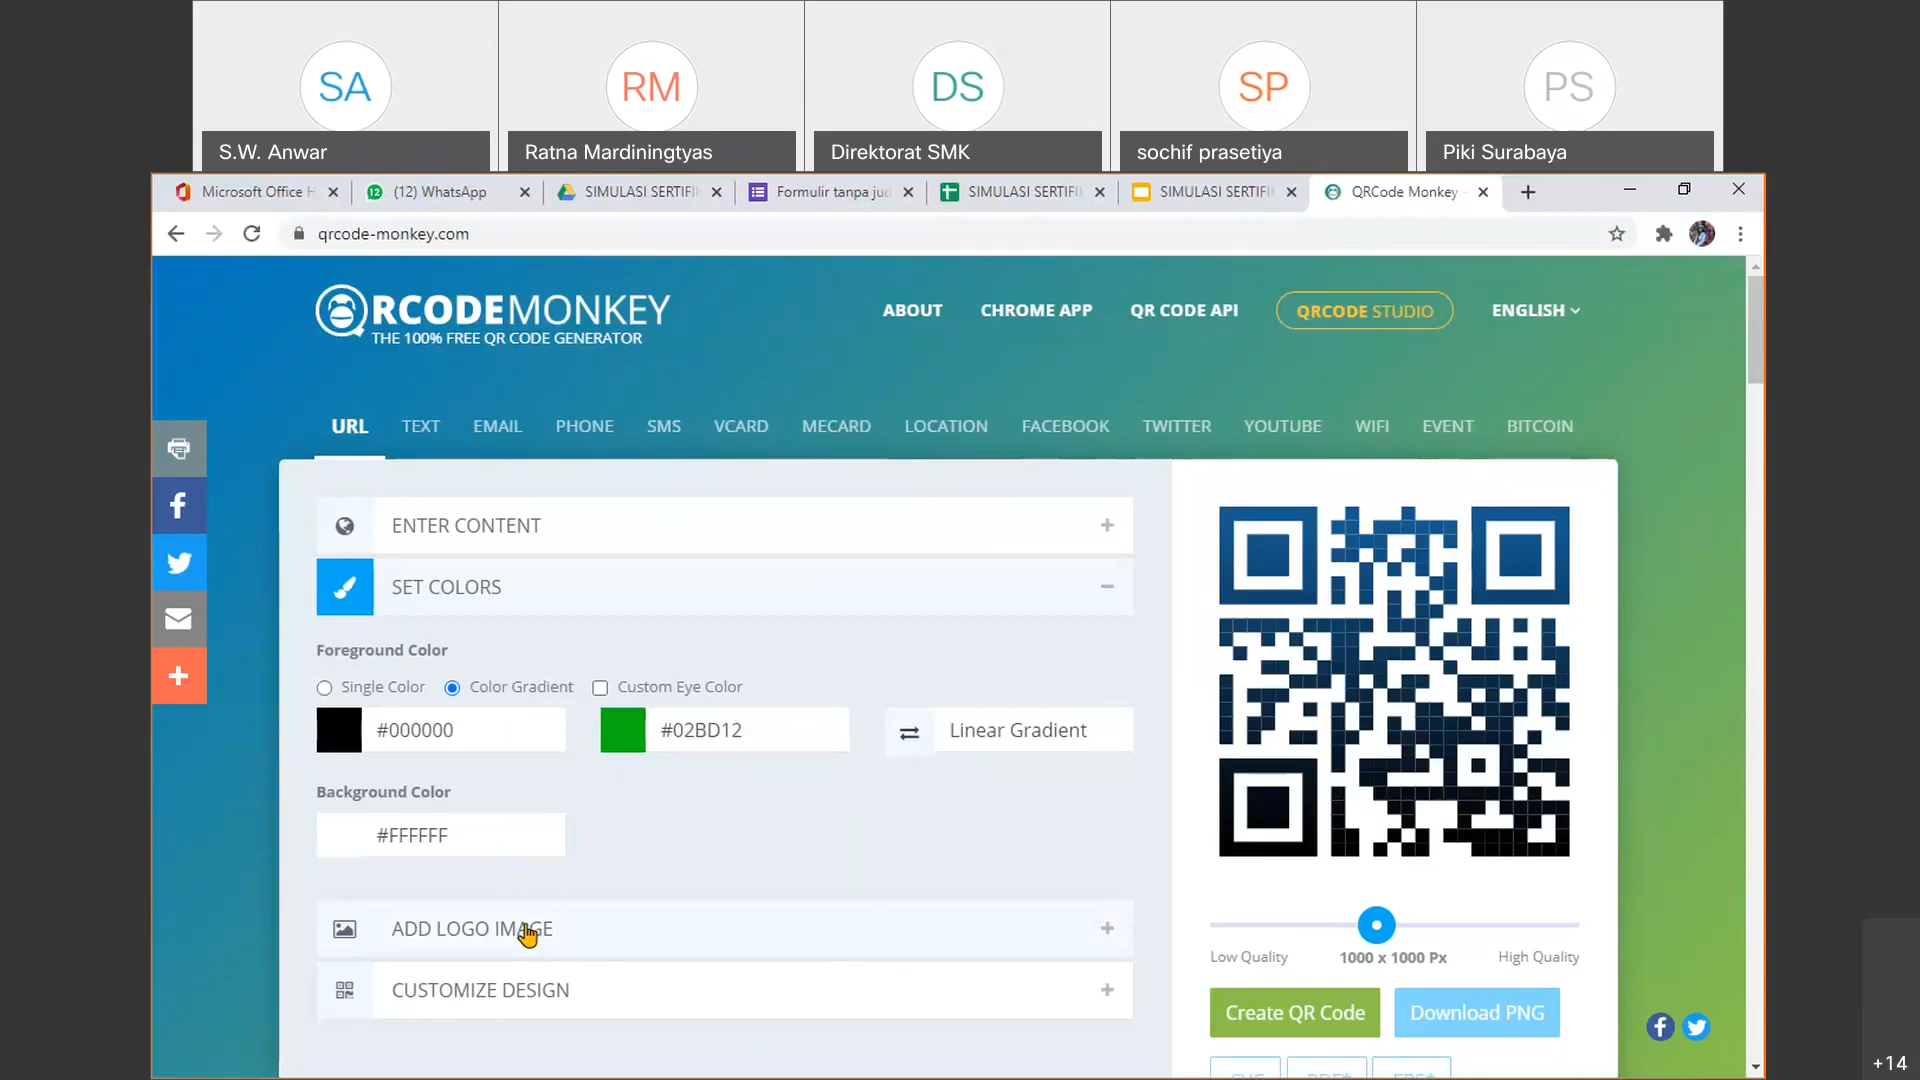 SA
RM
DS
SP
PS
S.W. Anwar
Ratna Mardiningtyas
Direktorat SMK
sochif prasetiya
Piki Surabaya
Microsoft Office H
(12) WhatsApp
SIMULASI SERTIFI
Formulir tanpa jud
SIMULASI SERTIFI
SIMULASI SERTIFI
QRCode Monkey -
qrcode-monkey.com
RCODEMONKEY
THE 100% FREE QR CODE GENERATOR
ABOUT
CHROME APP
QR CODE API
QRCODE STUDIO
ENGLISH
URL
TEXT
EMAIL
PHONE
SMS
VCARD
MECARD
LOCATION
FACEBOOK
TWITTER
YOUTUBE
WIFI
EVENT
BITCOIN
ENTER CONTENT
SET COLORS
Foreground Color
Single Color
Color Gradient
Custom Eye Color
#000000
#02BD12
Linear Gradient
Background Color
#FFFFFF
ADD LOGO IMAGE
CUSTOMIZE DESIGN
Low Quality
1000 x 1000 Px
High Quality
Create QR Code
Download PNG
+14